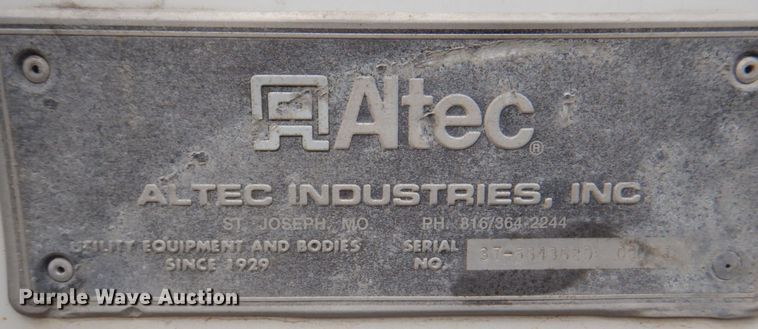 Altec®
ALTEC INDUSTRIES, INC
ST. JOSEPH, MO PH. 816/364-2244
UTILITY EQUIPMENT AND BODIES SERIAL
SINCE 1929 NO.
Purple Wave Auction